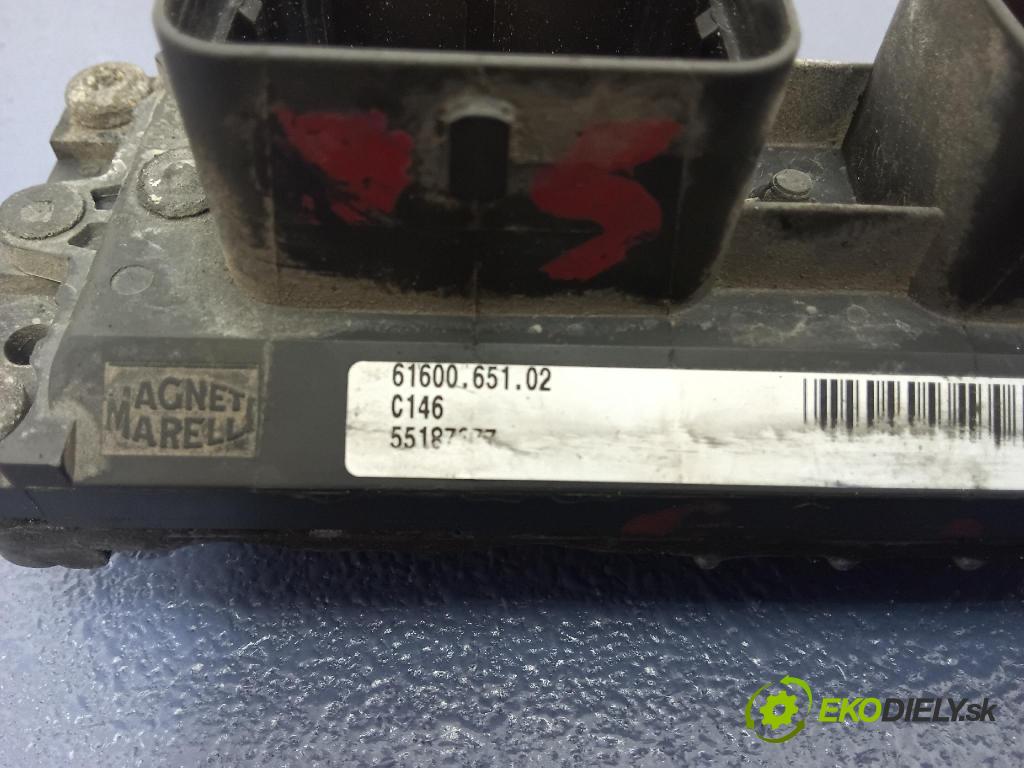 MAGNETI
MARELLI
61600.651.02
C146
EKODIELY.sk